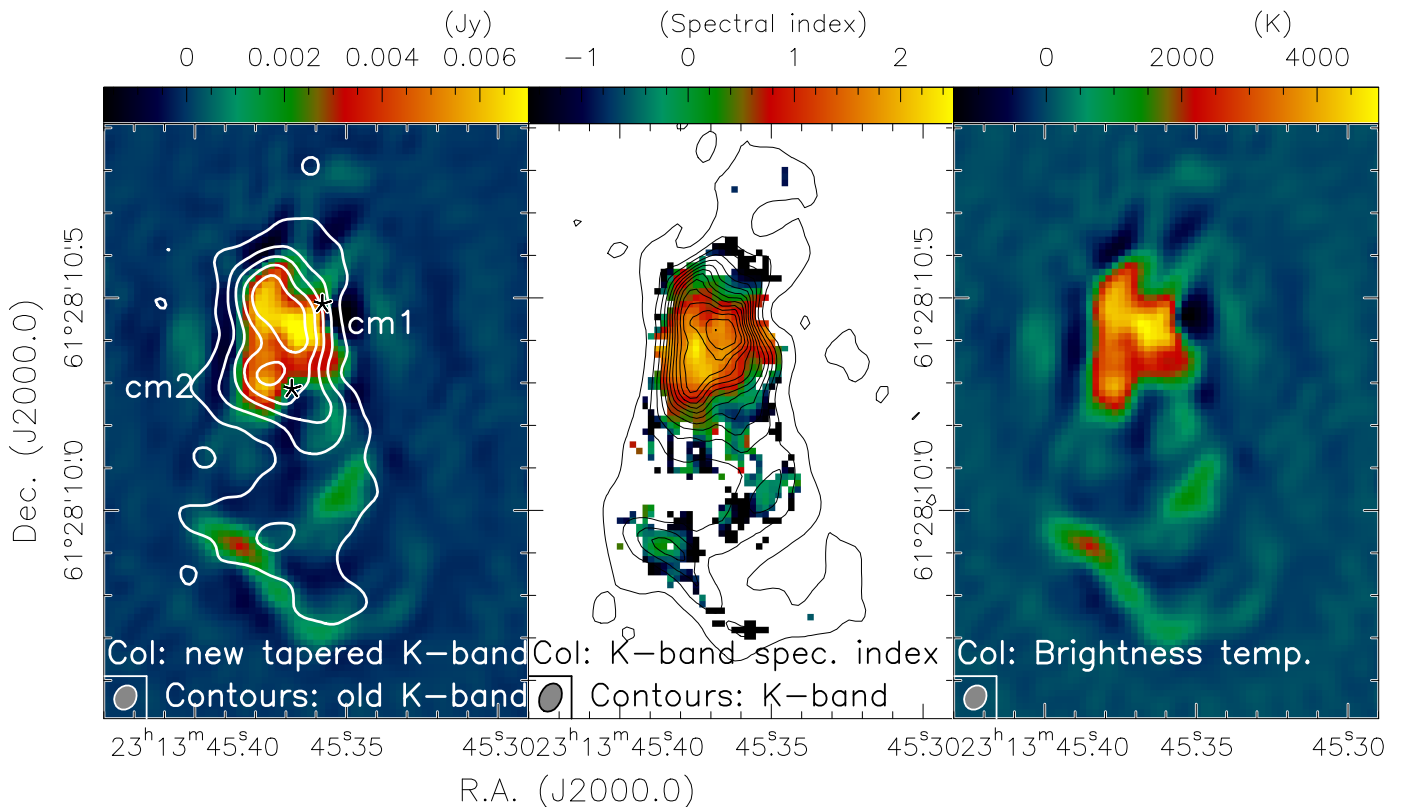 (Jy) (Spectral index) (K)
0 0.002 0.004 0.006 −1 0 1 2 0 2000 4000
Dec. (J2000.0)
61°28'10."5
61°28'10."0
61°28'10."5
61°28'10."0
cm1
cm2
Col: new tapered K−band
Contours: old K−band
Col: K−band spec. index
Contours: K−band
Col: Brightness temp.
23ʰ13ᵐ45ˢ.40 45ˢ.35 45ˢ.30 23ʰ13ᵐ45ˢ.40 45ˢ.35 45ˢ.30 23ʰ13ᵐ45ˢ.40 45ˢ.35 45ˢ.30
R.A. (J2000.0)